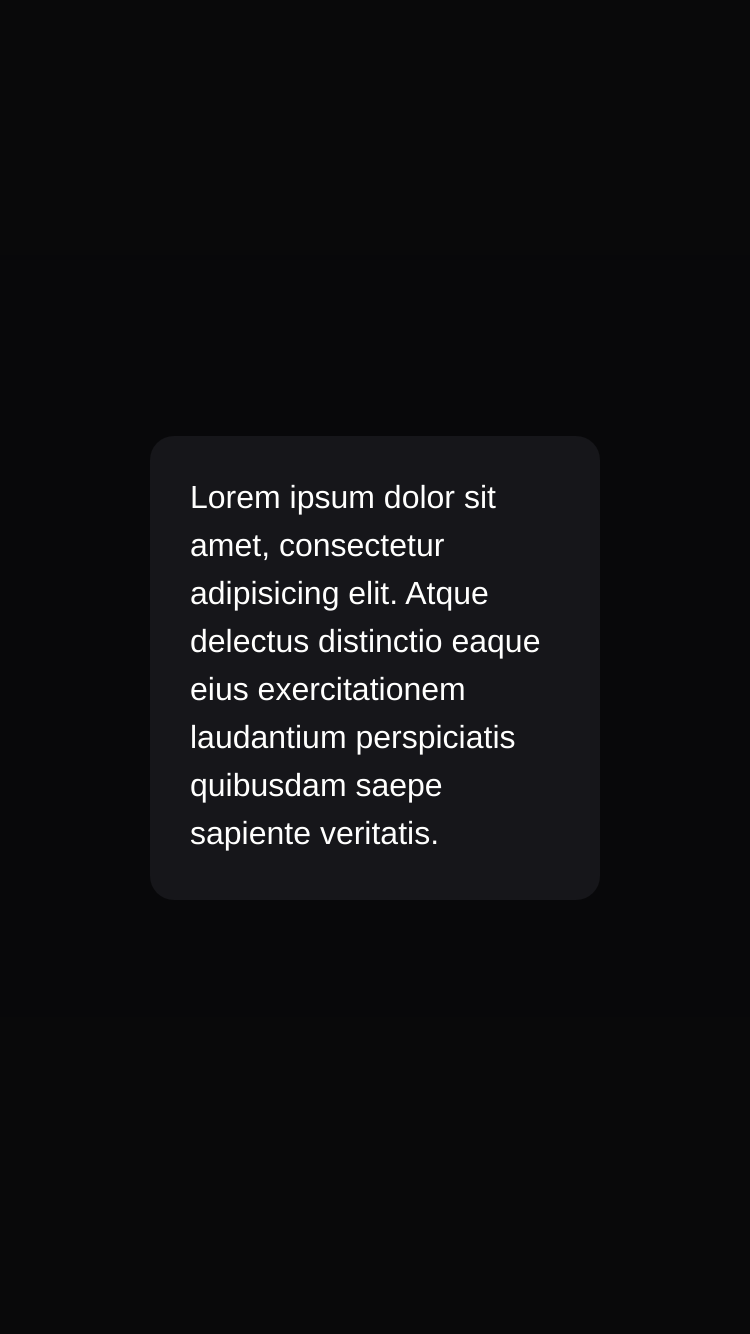 Lorem ipsum dolor sit
amet, consectetur
adipisicing elit. Atque
delectus distinctio eaque
eius exercitationem
laudantium perspiciatis
quibusdam saepe
sapiente veritatis.